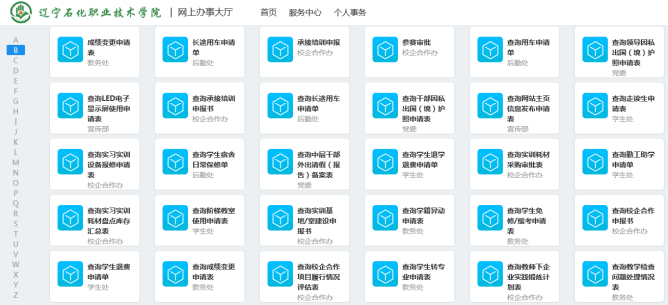 辽宁石化职业技术学院 | 网上办事大厅 首页 服务中心 个人事务
A
B
C
D
E
F
G
H
I
J
K
L
M
N
O
P
Q
R
S
T
U
V
W
X
Y
Z
成绩变更申请
表
教务处
长途用车申请
单
后勤处
承接培训申报
校企合作办
参赛审批
校企合作办
查询用车申请
单
后勤处
查询领导因私
出国（境）护
照申请表
党委
查询LED电子
显示屏使用申
请表
宣传部
查询承接培训
申报书
校企合作办
查询长途用车
申请表
后勤处
查询干部因私
出国（境）护
照申请表
党委
查询网站主页
信息发布申请
表
宣传部
查询走读生申
请表
学生处
查询实习实训
设备报修申请
表
校企合作办
查询学生宿舍
日常保修单
后勤处
查询中层干部
外出请假（报
告）备案表
党委
查询学生退学
退费申请单
学生处
查询实训耗材
采购审批表
校企合作办
查询勤工助学
申请单
学生处
查询实习实训
耗材盘点库存
汇总表
校企合作办
查询阶梯教室
使用申请表
学生处
查询实训基
地/室建设申
报书
校企合作办
查询学籍异动
申请表
教务处
查询学生免
修/缓考申请
表
教务处
查询校企合作
申报书
校企合作办
查询学生退费
申请单
学生处
查询成绩变更
申请表
教务处
查询校企合作
项目履行情况
评估表
校企合作办
查询学生转专
业申请表
教务处
查询教师下企
业实践锻炼计
划表
校企合作办
查询教学检查
问题处理情况
表
教务处